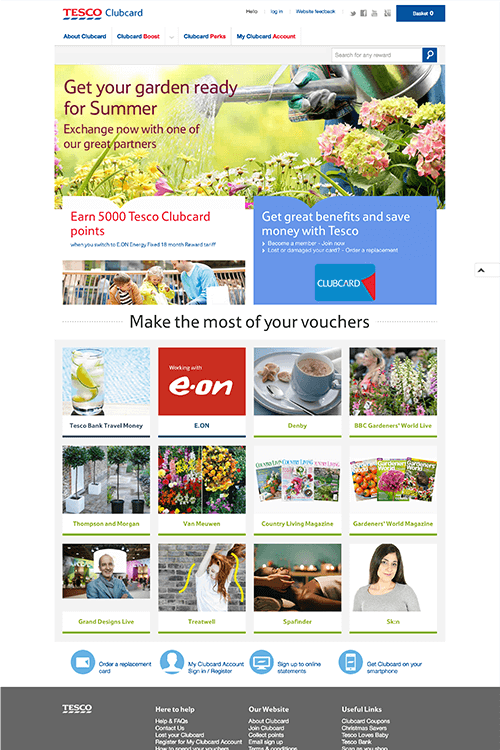 TESCO Clubcard
Hello log in Website feedback Basket 0
About Clubcard Clubcard Boost Clubcard Perks My Clubcard Account
Search for any reward
Get your garden ready
for Summer
Exchange now with one of
our great partners
Earn 5000 Tesco Clubcard
points
when you switch to E.ON Energy Fixed 18 month Reward tariff
Get great benefits and save
money with Tesco
Become a member - Join now
Lost or damaged your card? - Order a replacement
CLUBCARD
Make the most of your vouchers
Working with
e·on
Tesco Bank Travel Money
E.ON
Denby
BBC Gardeners' World Live
COUNTRY LIVING
Gardeners' World
Thompson and Morgan
Van Meuwen
Country Living Magazine
Gardeners' World Magazine
Grand Designs Live
Treatwell
Spafinder
Sk:n
Order a replacement
card
My Clubcard Account
Sign in / Register
Sign up to online
statements
Get Clubcard on your
smartphone
TESCO
Here to help
Help & FAQs
Contact Us
Lost your Clubcard
Register for My Clubcard Account
How to spend your vouchers
Our Website
About Clubcard
Join Clubcard
Collect points
Email sign up
Terms & conditions
Useful Links
Clubcard Coupons
Christmas Savers
Tesco Loves Baby
Tesco Bank
Scan as you shop